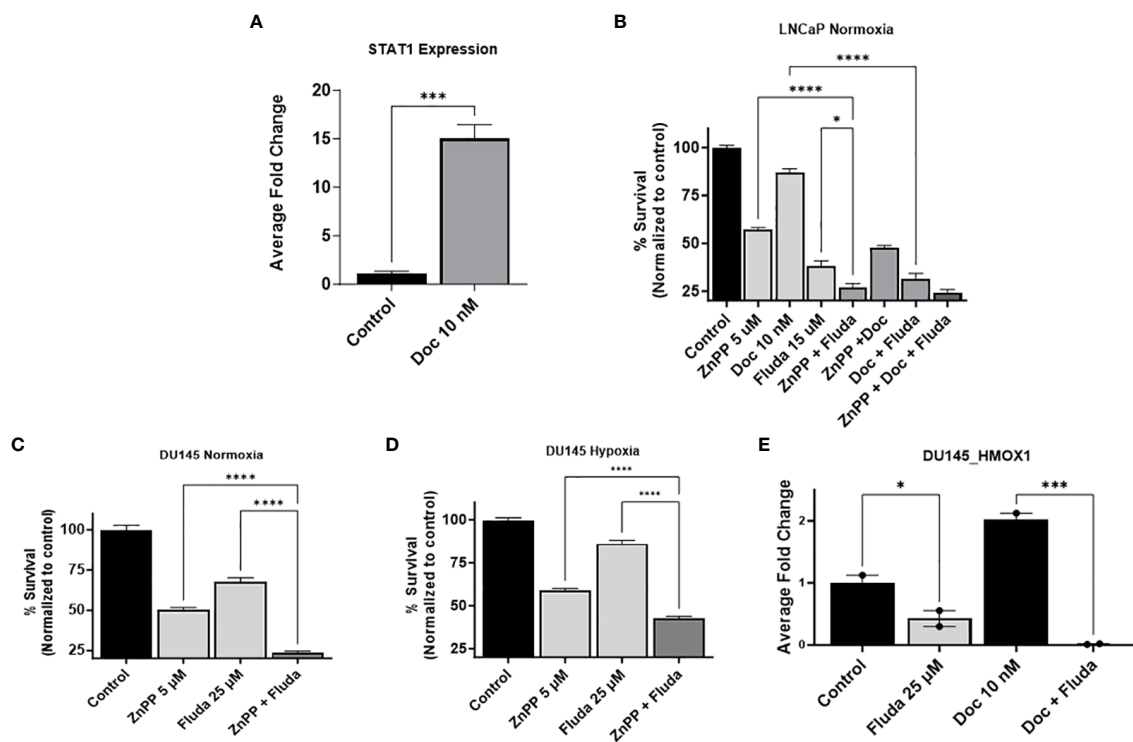 A
STAT1 Expression
Average Fold Change
20
15
10
5
0
***
Control
Doc 10 nM
B
LNCaP Normoxia
% Survival
(Normalized to control)
100
75
50
25
****
****
*
Control
ZnPP 5 uM
Doc 10 nM
Fluda 15 uM
ZnPP + Fluda
ZnPP +Doc
Doc + Fluda
ZnPP + Doc + Fluda
C
DU145 Normoxia
% Survival
(Normalized to control)
100
75
50
25
****
****
Control
ZnPP 5 µM
Fluda 25 µM
ZnPP + Fluda
D
DU145 Hypoxia
% Survival
(Normalized to control)
100
75
50
25
****
****
Control
ZnPP 5 µM
Fluda 25 µM
ZnPP + Fluda
E
DU145_HMOX1
Average Fold Change
2
1
0
*
***
Control
Fluda 25 µM
Doc 10 nM
Doc + Fluda